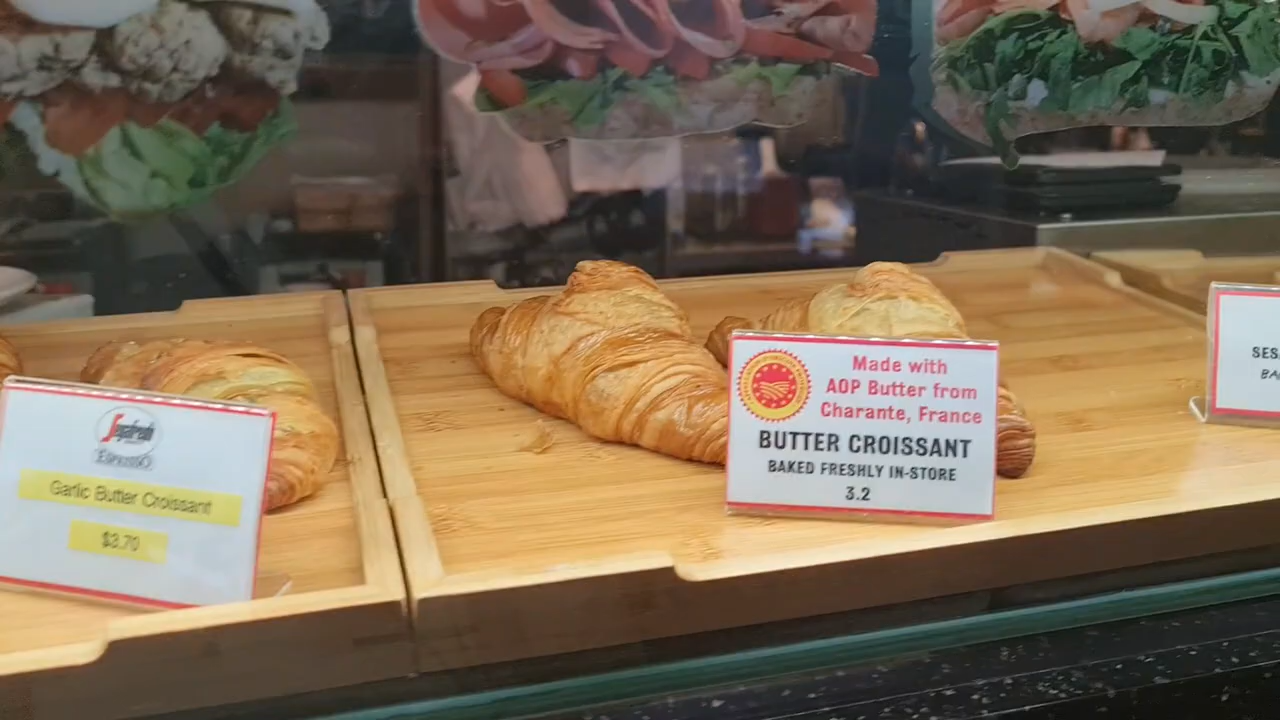 Segafredo
ESPRESSO
Garlic Butter Croissant
$3.70
Made with
AOP Butter from
Charante, France
BUTTER CROISSANT
BAKED FRESHLY IN-STORE
3.2
SES
BA